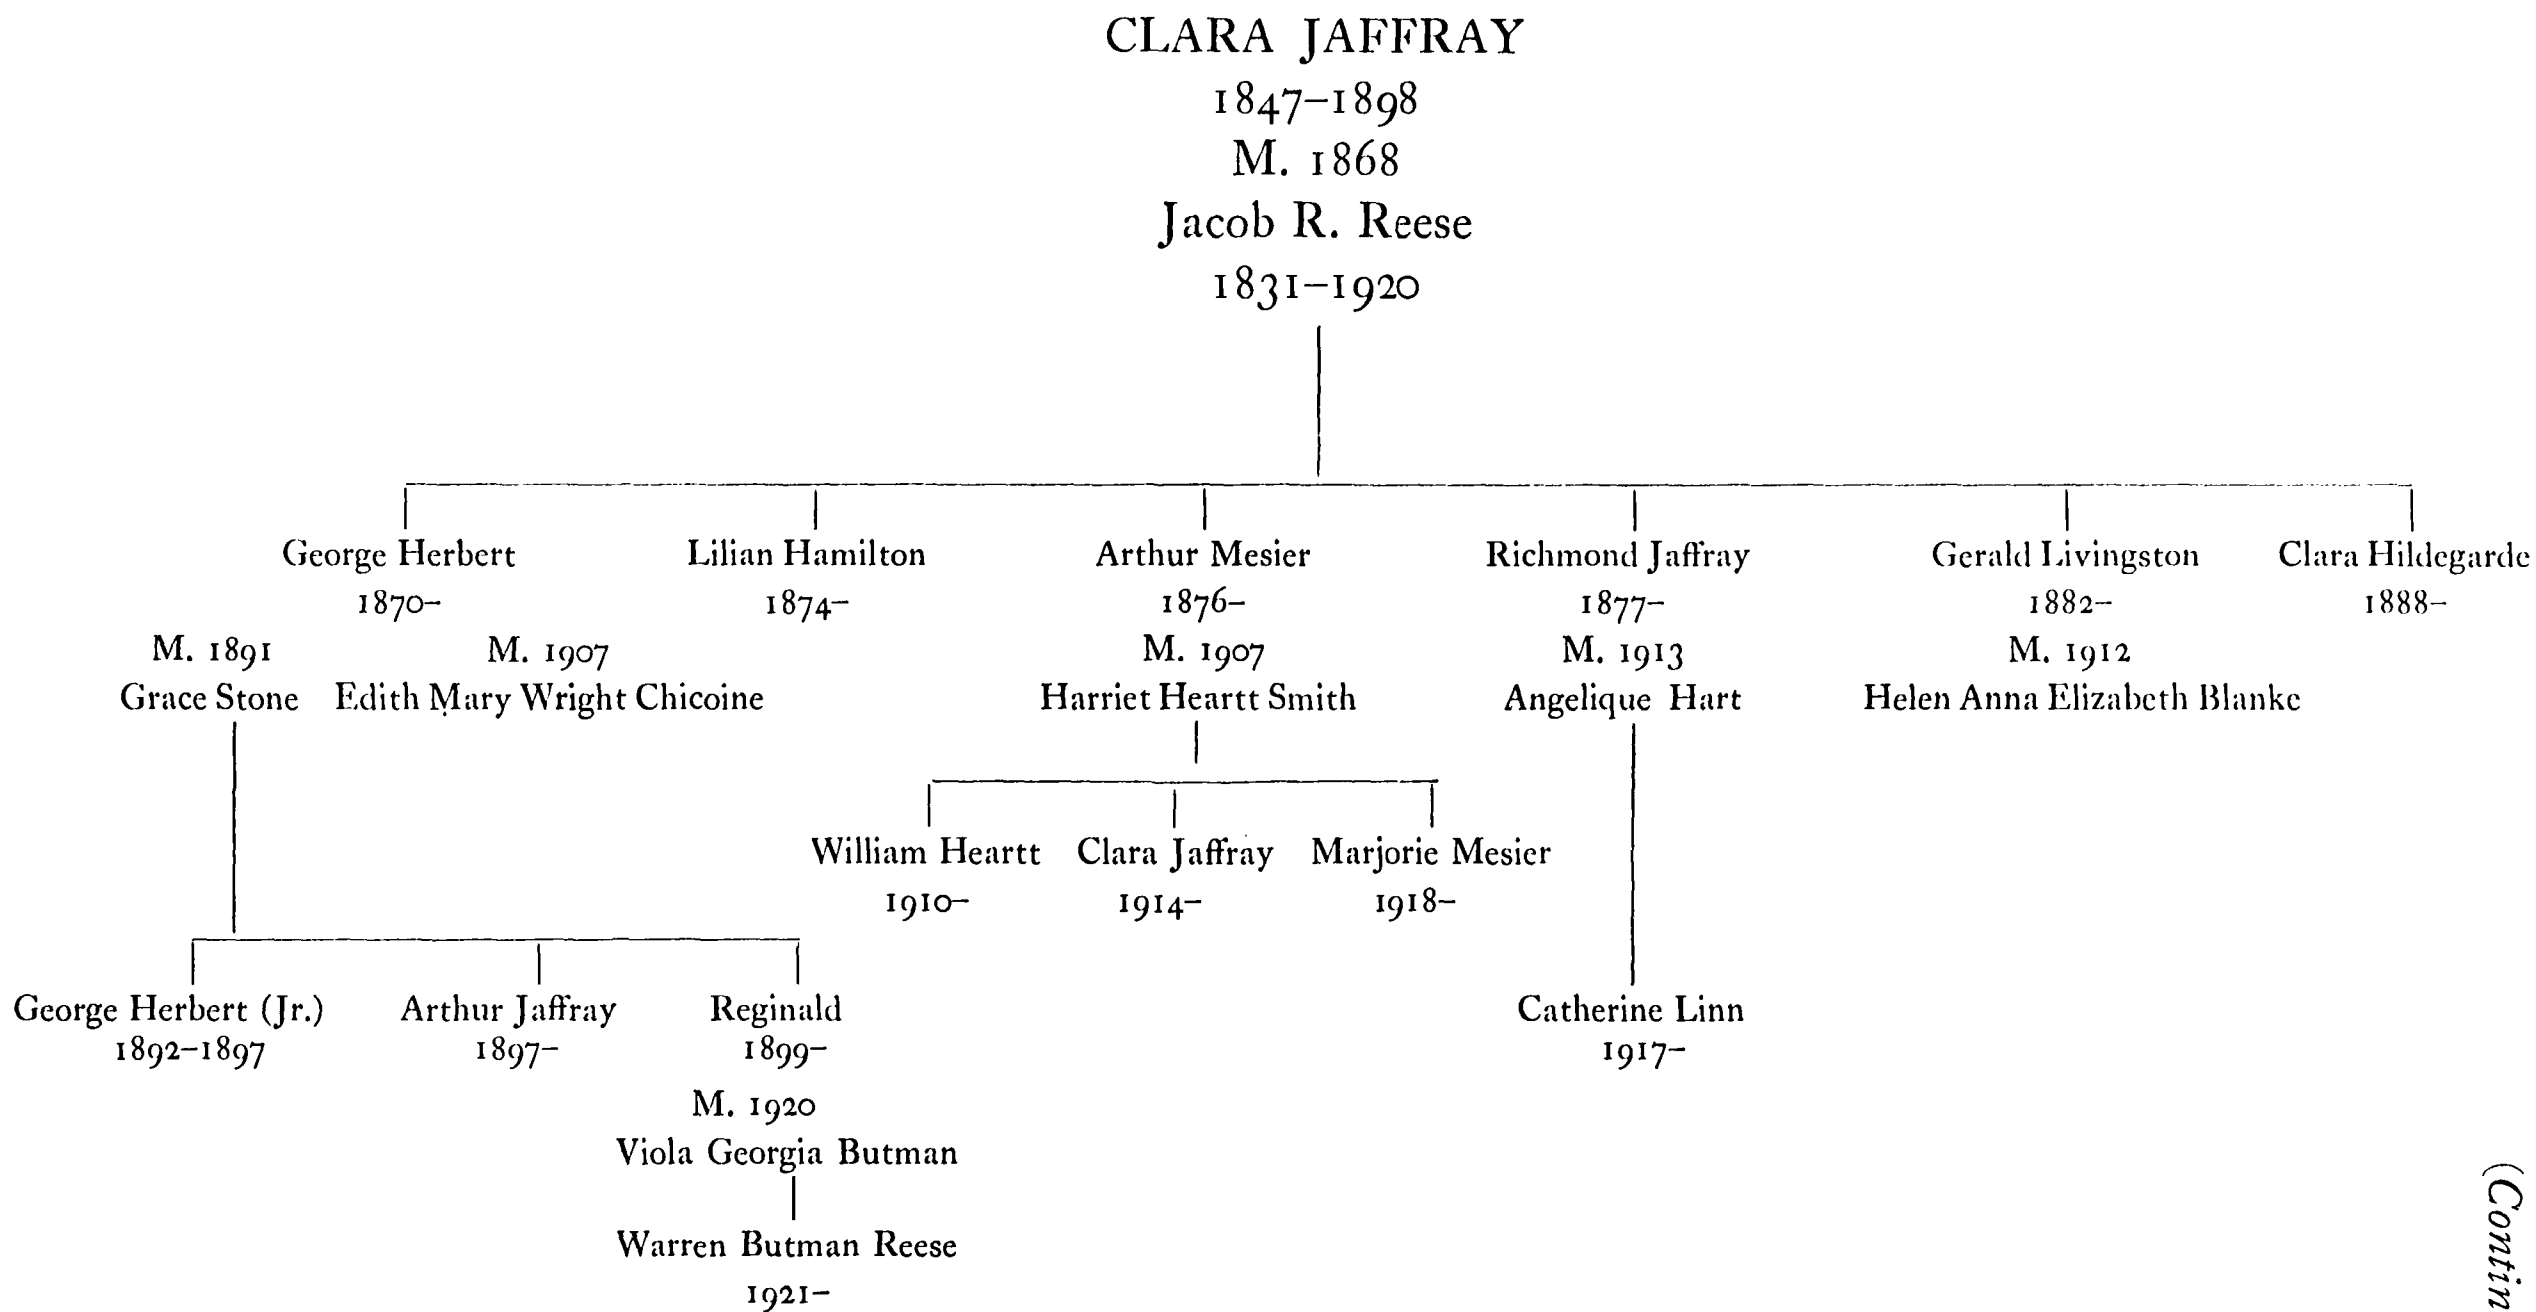 CLARA JAFFRAY
1847–1898
M. 1868
Jacob R. Reese
1831–1920
George Herbert Lilian Hamilton Arthur Mesier Richmond Jaffray Gerald Livingston Clara Hildegarde
1870– 1874– 1876– 1877– 1882– 1888–
M. 1891 M. 1907 M. 1907 M. 1913 M. 1912
Grace Stone Edith Mary Wright Chicoine Harriet Heartt Smith Angelique Hart Helen Anna Elizabeth Blanke
William Heartt Clara Jaffray Marjorie Mesier
1910– 1914– 1918–
George Herbert (Jr.) Arthur Jaffray Reginald Catherine Linn
1892–1897 1897– 1899– 1917–
M. 1920
Viola Georgia Butman
Warren Butman Reese
1921–
(Contin